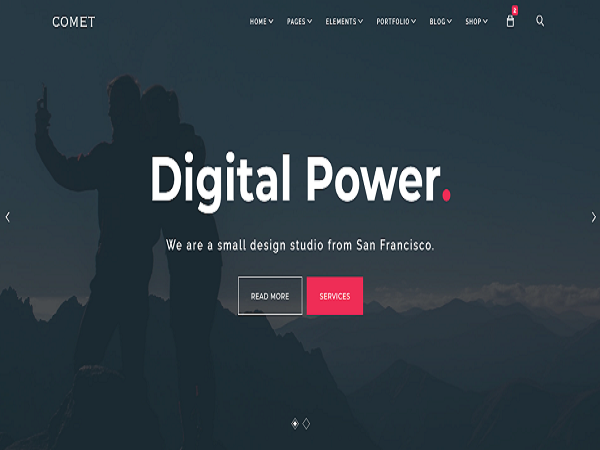 COMET
HOME PAGES ELEMENTS PORTFOLIO BLOG SHOP 2
Digital Power.
We are a small design studio from San Francisco.
READ MORE SERVICES